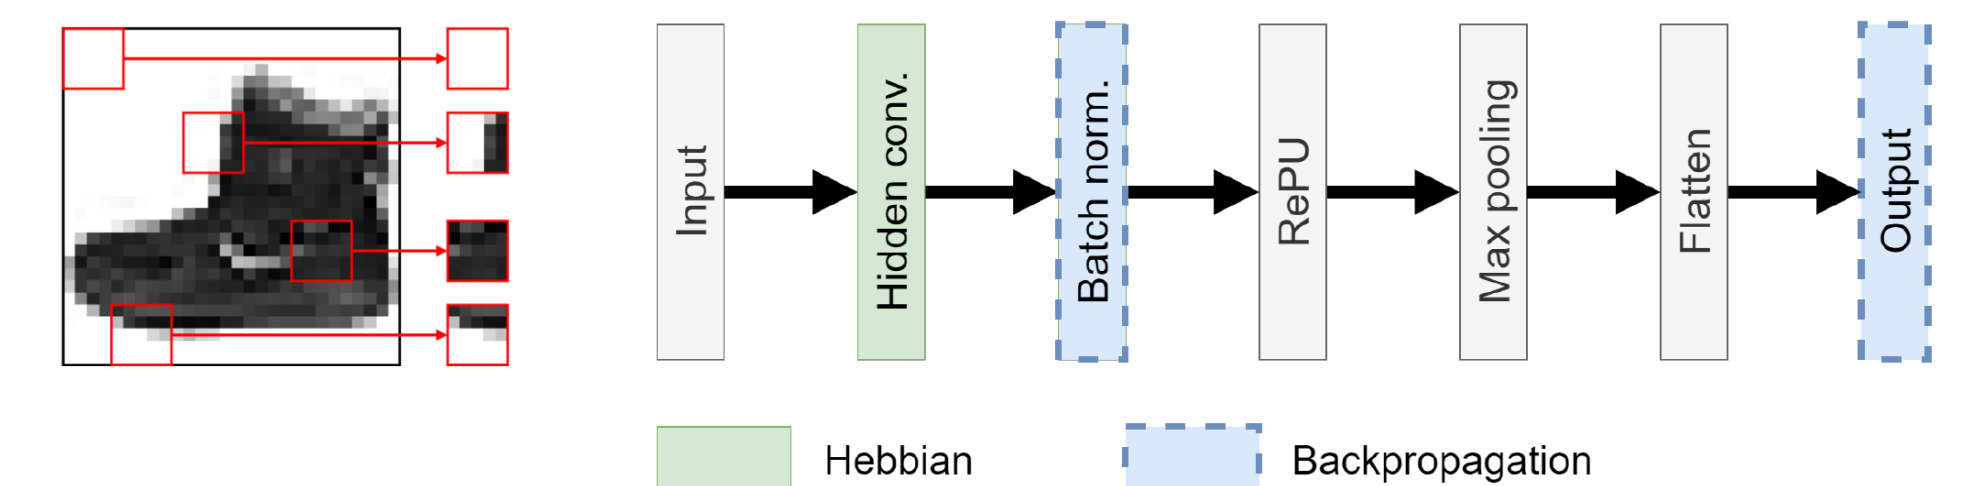 Input
Hidden conv.
Batch norm.
RePU
Max pooling
Flatten
Output
Hebbian
Backpropagation